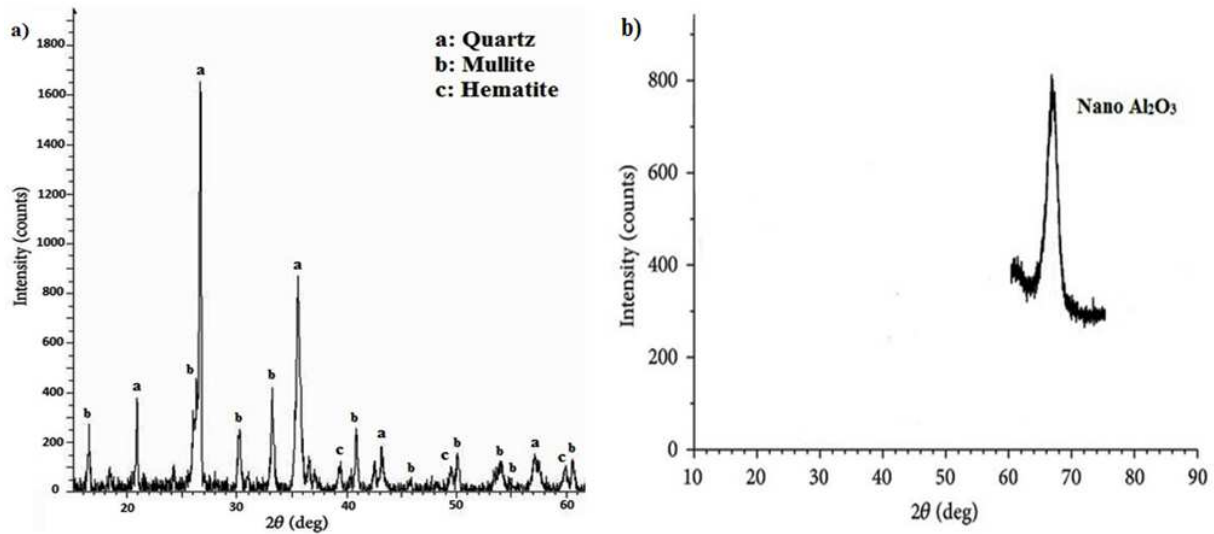 a)
a: Quartz
b: Mullite
c: Hematite
Intensity (counts)
1800
1600
1400
1200
1000
800
600
400
200
0
b
a
b
a
b
b
a
c
b
a
b
c
b
b
b
a
c
b
20
30
40
50
60
2θ (deg)
b)
Nano Al₂O₃
Intensity (counts)
800
600
400
200
0
10
20
30
40
50
60
70
80
90
2θ (deg)